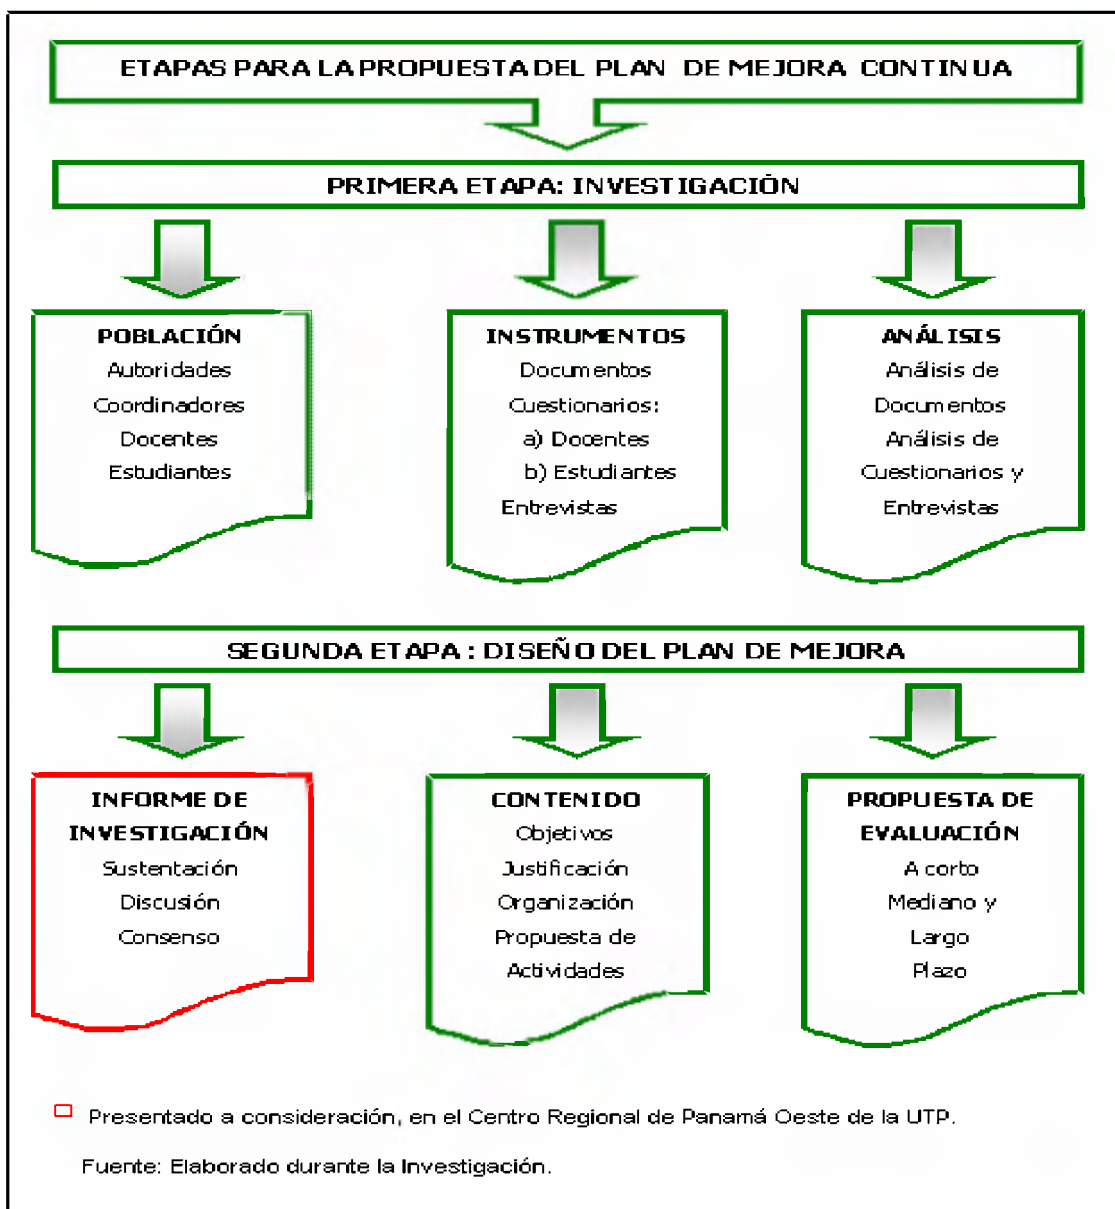 ETAPAS PARA LA PROPUESTA DEL PLAN DE MEJORA CONTINUA
PRIMERA ETAPA: INVESTIGACIÓN
POBLACIÓN
Autoridades
Coordinadores
Docentes
Estudiantes
INSTRUMENTOS
Documentos
Cuestionarios:
a) Docentes
b) Estudiantes
Entrevistas
ANÁLISIS
Análisis de
Documentos
Análisis de
Cuestionarios y
Entrevistas
SEGUNDA ETAPA : DISEÑO DEL PLAN DE MEJORA
INFORME DE
INVESTIGACIÓN
Sustentación
Discusión
Consenso
CONTENIDO
Objetivos
Justificación
Organización
Propuesta de
Actividades
PROPUESTA DE
EVALUACIÓN
A corto
Mediano y
Largo
Plazo
Presentado a consideración, en el Centro Regional de Panamá Oeste de la UTP.
Fuente: Elaborado durante la Investigación.